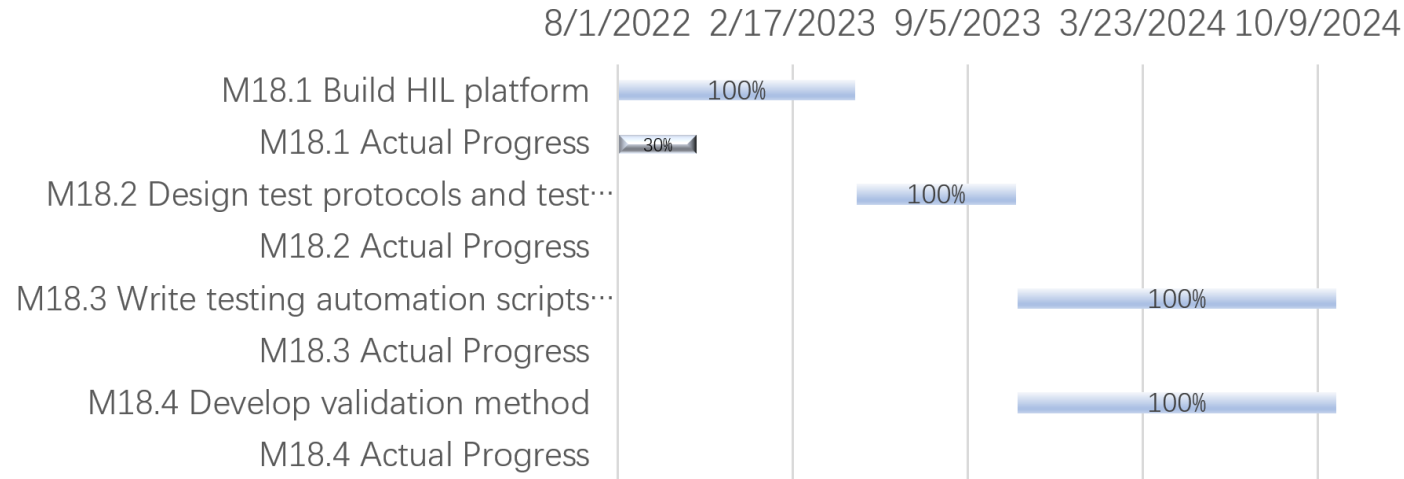 8/1/2022 2/17/2023 9/5/2023 3/23/2024 10/9/2024
M18.1 Build HIL platform 100%
M18.1 Actual Progress 30%
M18.2 Design test protocols and test… 100%
M18.2 Actual Progress
M18.3 Write testing automation scripts… 100%
M18.3 Actual Progress
M18.4 Develop validation method 100%
M18.4 Actual Progress